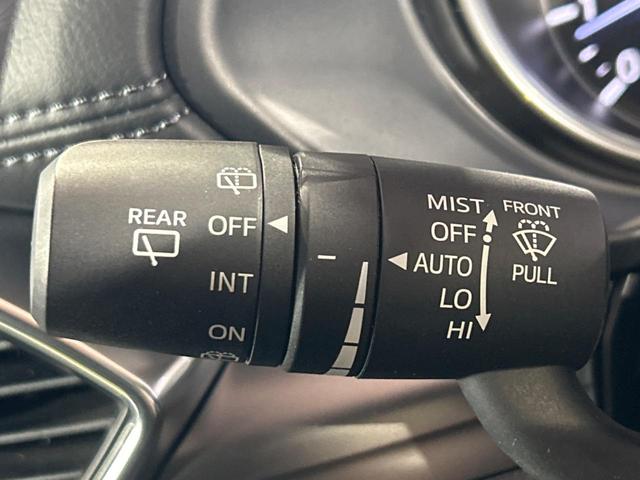 REAR
OFF
INT
ON
MIST
OFF
AUTO
LO
HI
FRONT
PULL